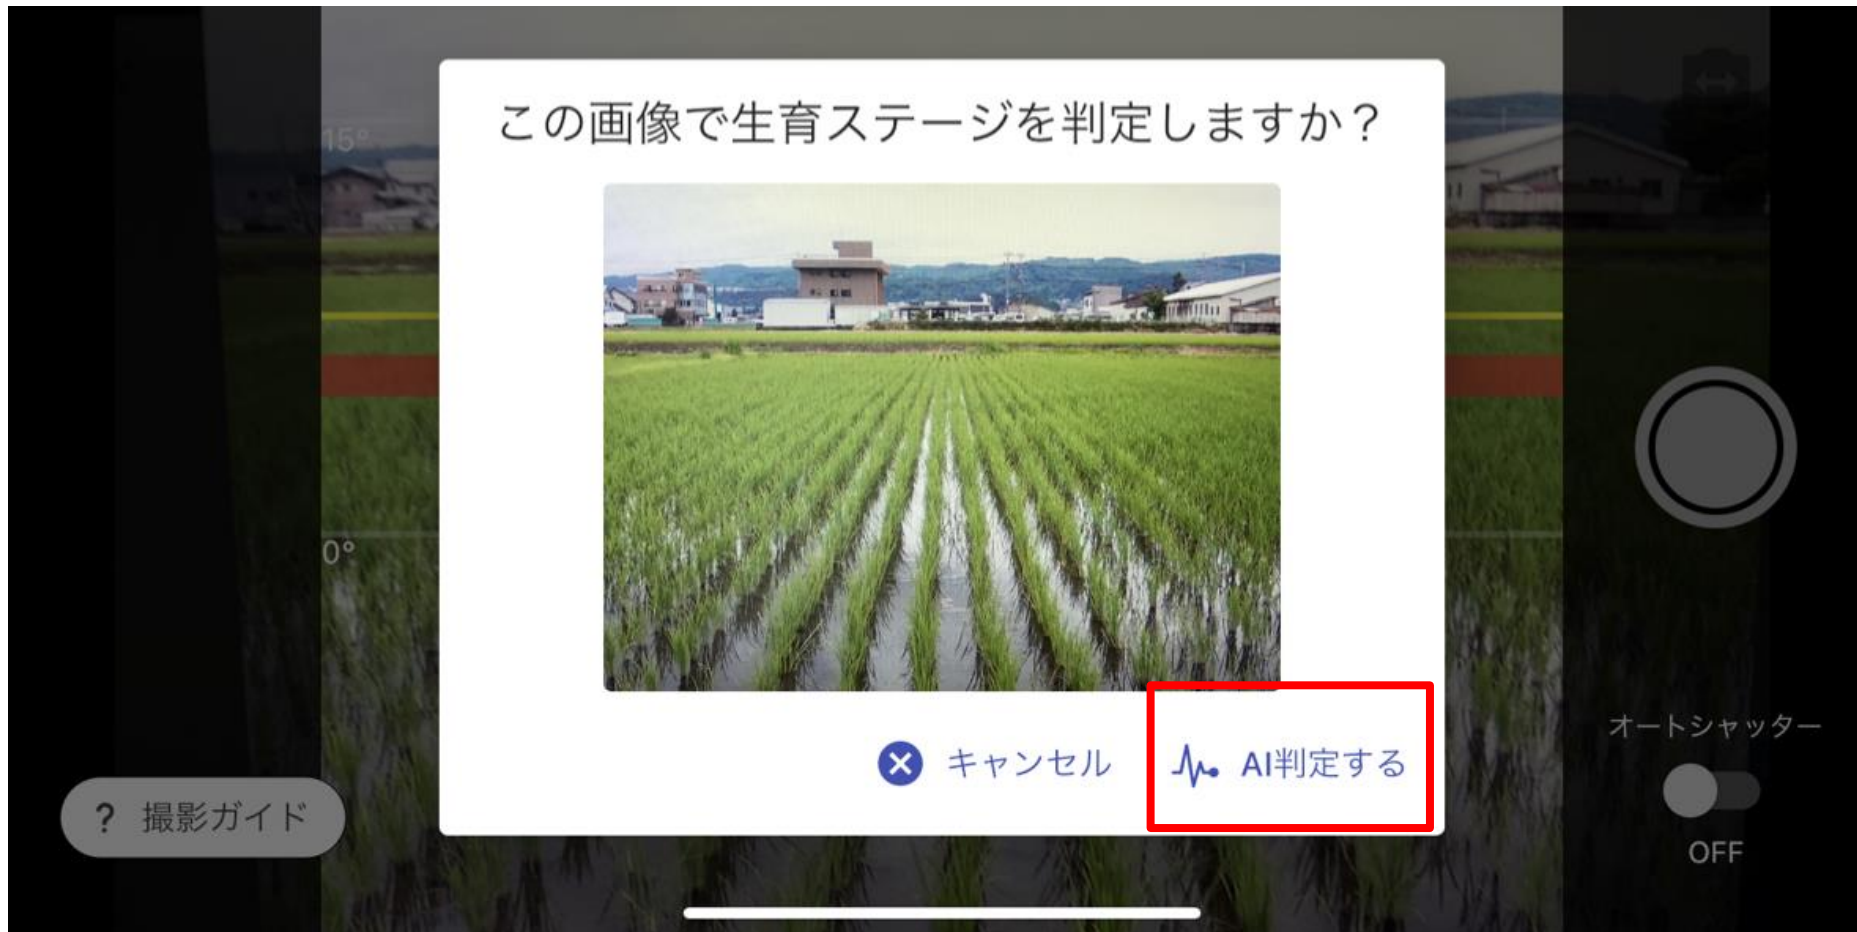 この画像で生育ステージを判定しますか？
15°
0°
キャンセル
AI判定する
オートシャッター
OFF
? 撮影ガイド